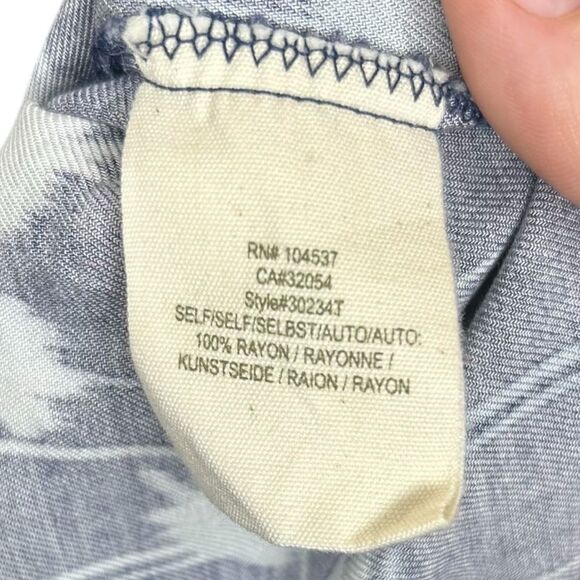 RN# 104537
CA#32054
Style#30234T
SELF/SELF/SELBST/AUTO/AUTO:
100% RAYON / RAYONNE /
KUNSTSEIDE / RAION / RAYON